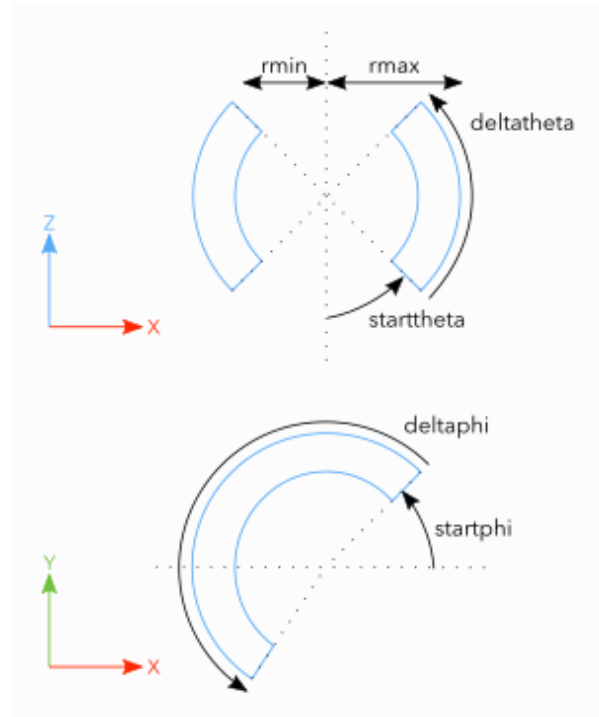 rmin
rmax
deltatheta
Z
X
starttheta
deltaphi
startphi
Y
X